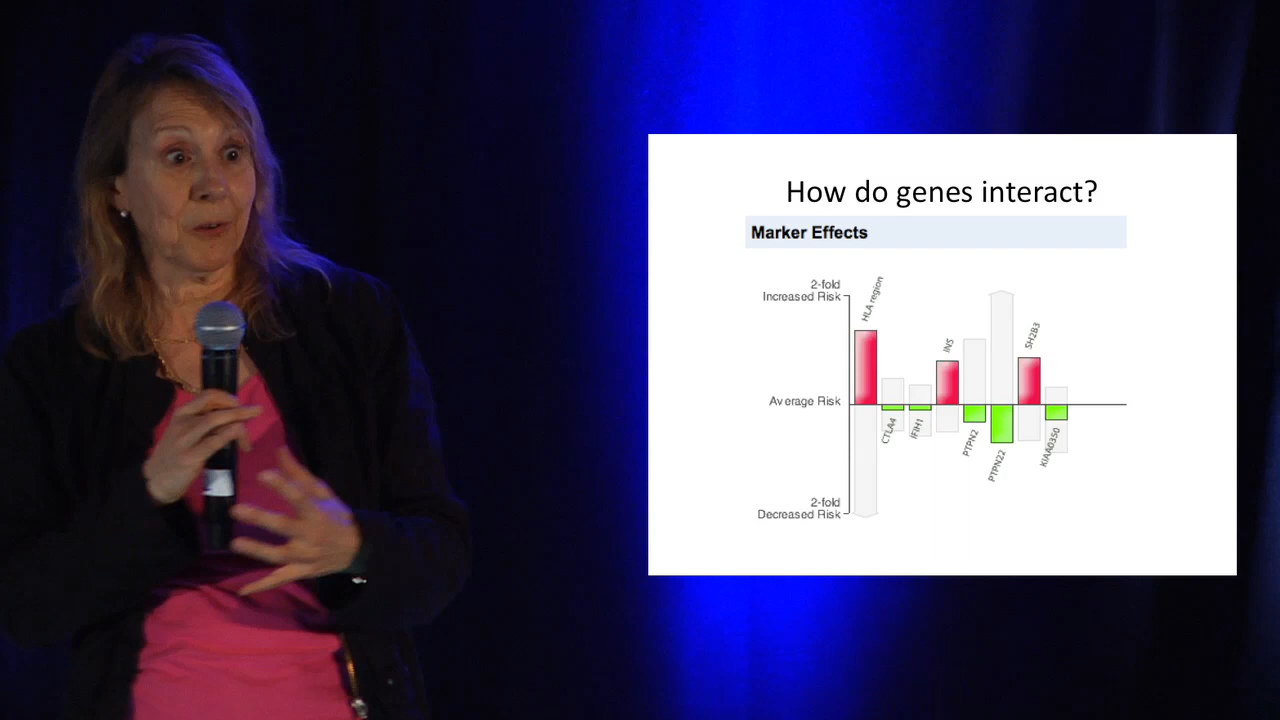 How do genes interact?
Marker Effects
2-fold
Increased Risk
HLA region
INS
SH2B3
Average Risk
CTLA4
IFIH1
PTPN2
PTPN22
KIAA0350
2-fold
Decreased Risk